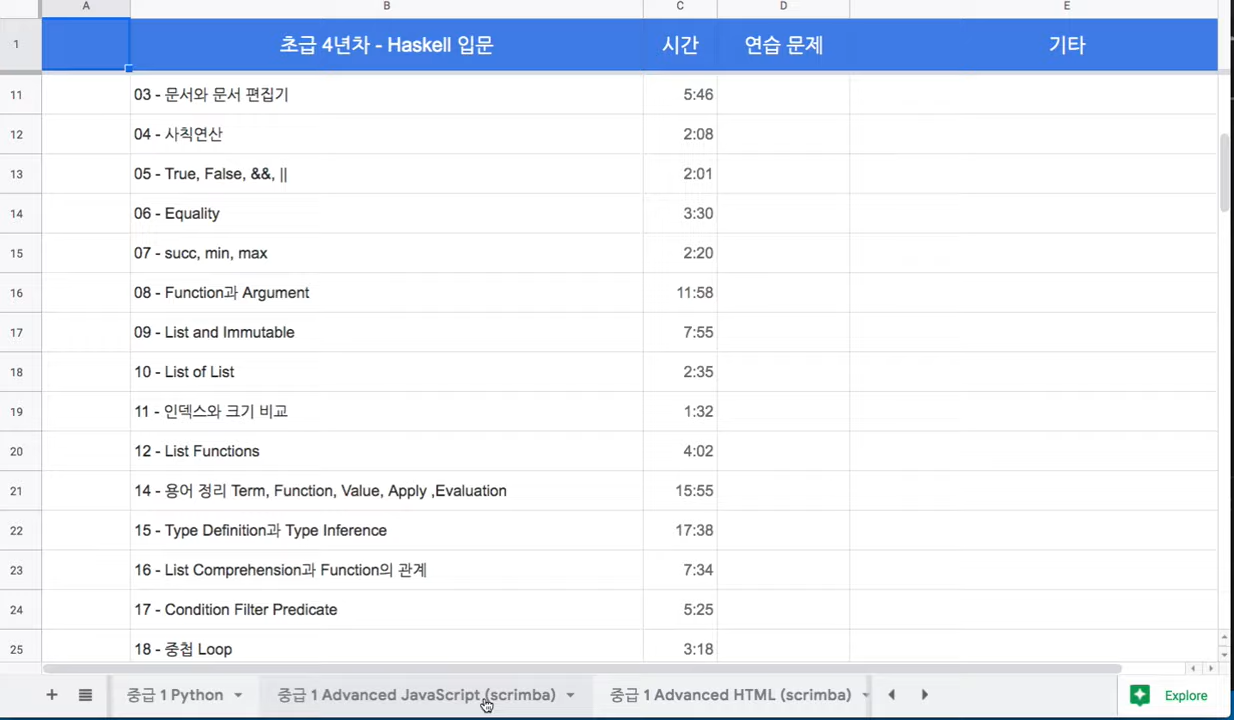 A B C D E
1 초급 4년차 - Haskell 입문 시간 연습 문제 기타
11 03 - 문서와 문서 편집기 5:46
12 04 - 사칙연산 2:08
13 05 - True, False, &&, || 2:01
14 06 - Equality 3:30
15 07 - succ, min, max 2:20
16 08 - Function과 Argument 11:58
17 09 - List and Immutable 7:55
18 10 - List of List 2:35
19 11 - 인덱스와 크기 비교 1:32
20 12 - List Functions 4:02
21 14 - 용어 정리 Term, Function, Value, Apply ,Evaluation 15:55
22 15 - Type Definition과 Type Inference 17:38
23 16 - List Comprehension과 Function의 관계 7:34
24 17 - Condition Filter Predicate 5:25
25 18 - 중첩 Loop 3:18
중급 1 Python 중급 1 Advanced JavaScript (scrimba) 중급 1 Advanced HTML (scrimba) Explore